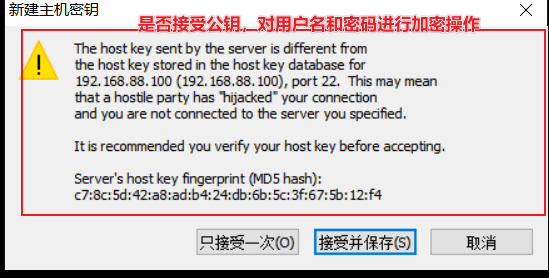 新建主机密钥
是否接受公钥，对用户名和密码进行加密操作
The host key sent by the server is different from
the host key stored in the host key database for
192.168.88.100 (192.168.88.100), port 22.  This may mean
that a hostile party has "hijacked" your connection
and you are not connected to the server you specified.
It is recommended you verify your host key before accepting.
Server's host key fingerprint (MD5 hash):
c7:8c:5d:42:a8:ad:b4:24:db:6b:5c:3f:67:5b:12:f4
只接受一次(O)
接受并保存(S)
取消